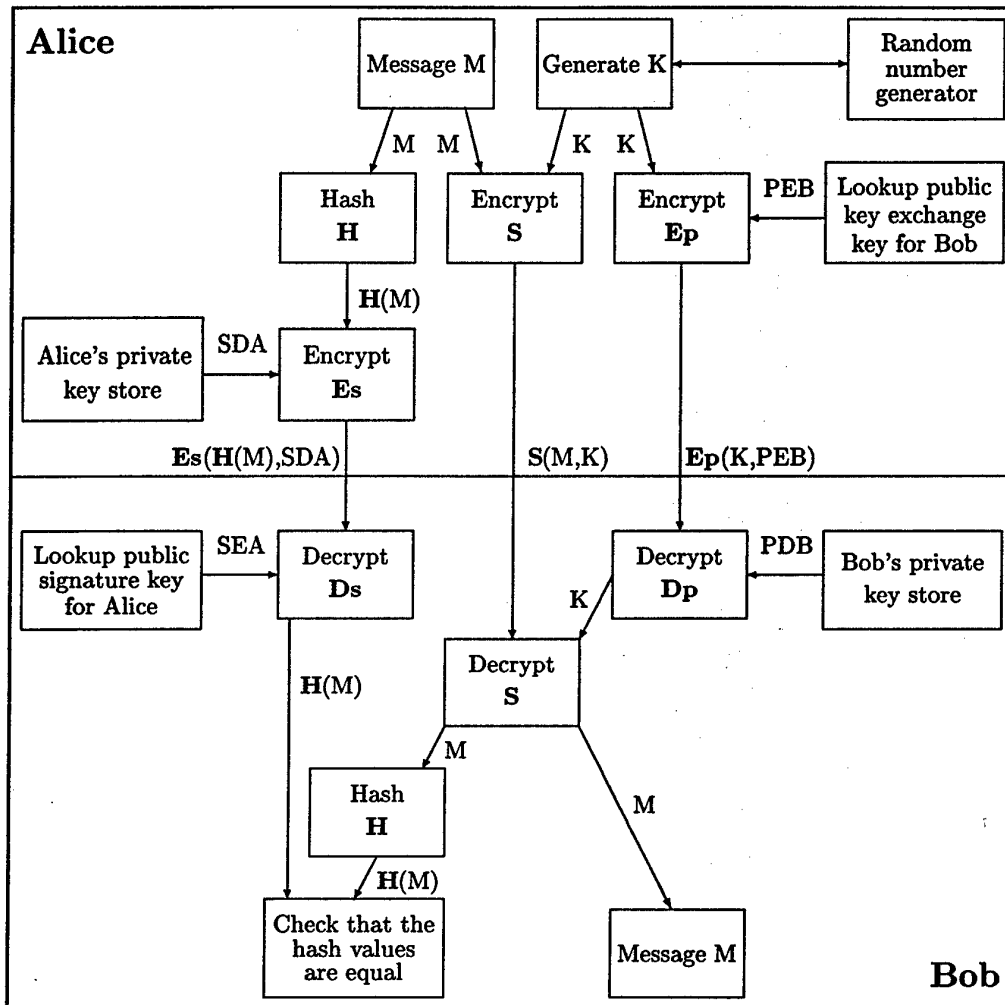 Alice
Message M
Generate K
Random
number
generator
M
M
K
K
Hash
H
Encrypt
S
Encrypt
Ep
PEB
Lookup public
key exchange
key for Bob
H(M)
Alice's private
key store
SDA
Encrypt
Es
Es(H(M),SDA)
S(M,K)
Ep(K,PEB)
Lookup public
signature key
for Alice
SEA
Decrypt
Ds
Decrypt
Dp
PDB
Bob's private
key store
K
H(M)
Decrypt
S
M
Hash
H
M
H(M)
Check that the
hash values
are equal
Message M
Bob